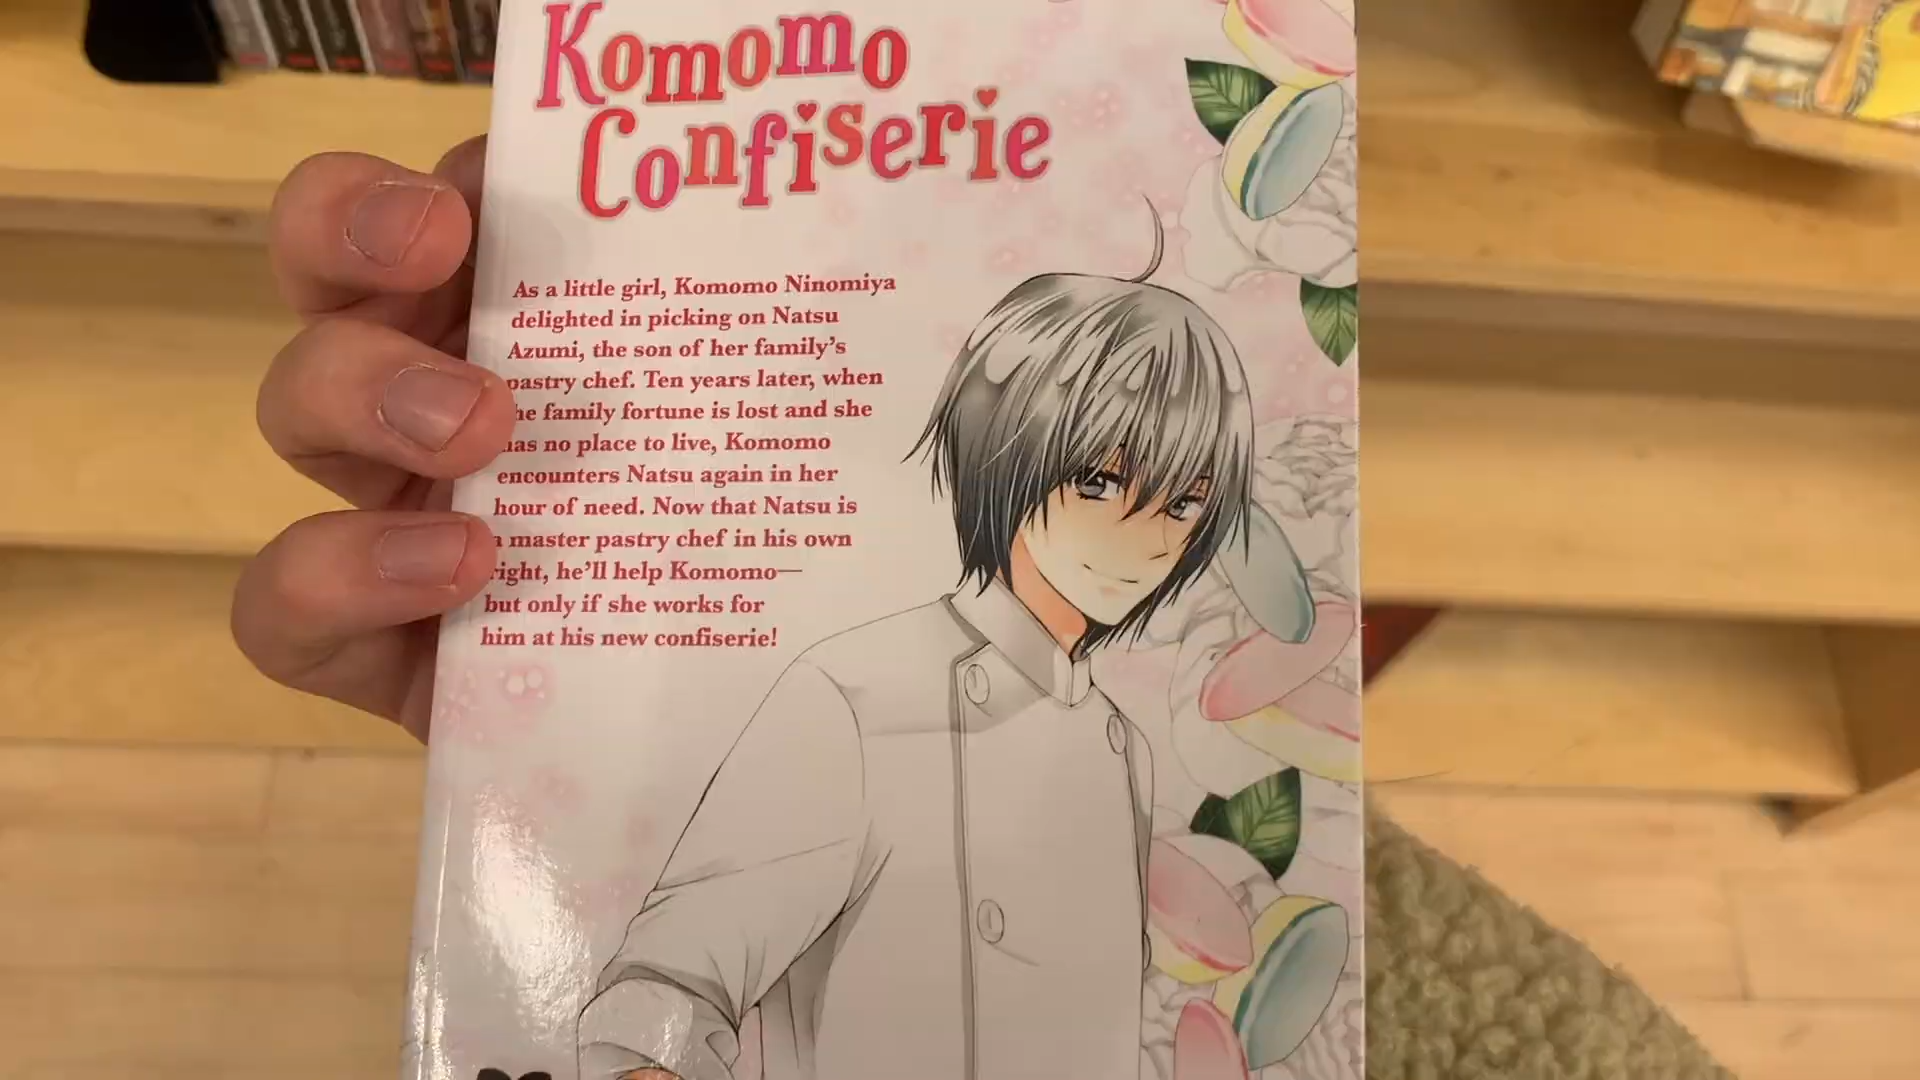 Komomo
Confiserie
As a little girl, Komomo Ninomiya
delighted in picking on Natsu
Azumi, the son of her family's
pastry chef. Ten years later, when
he family fortune is lost and she
has no place to live, Komomo
encounters Natsu again in her
hour of need. Now that Natsu is
a master pastry chef in his own
right, he'll help Komomo—
but only if she works for
him at his new confiserie!